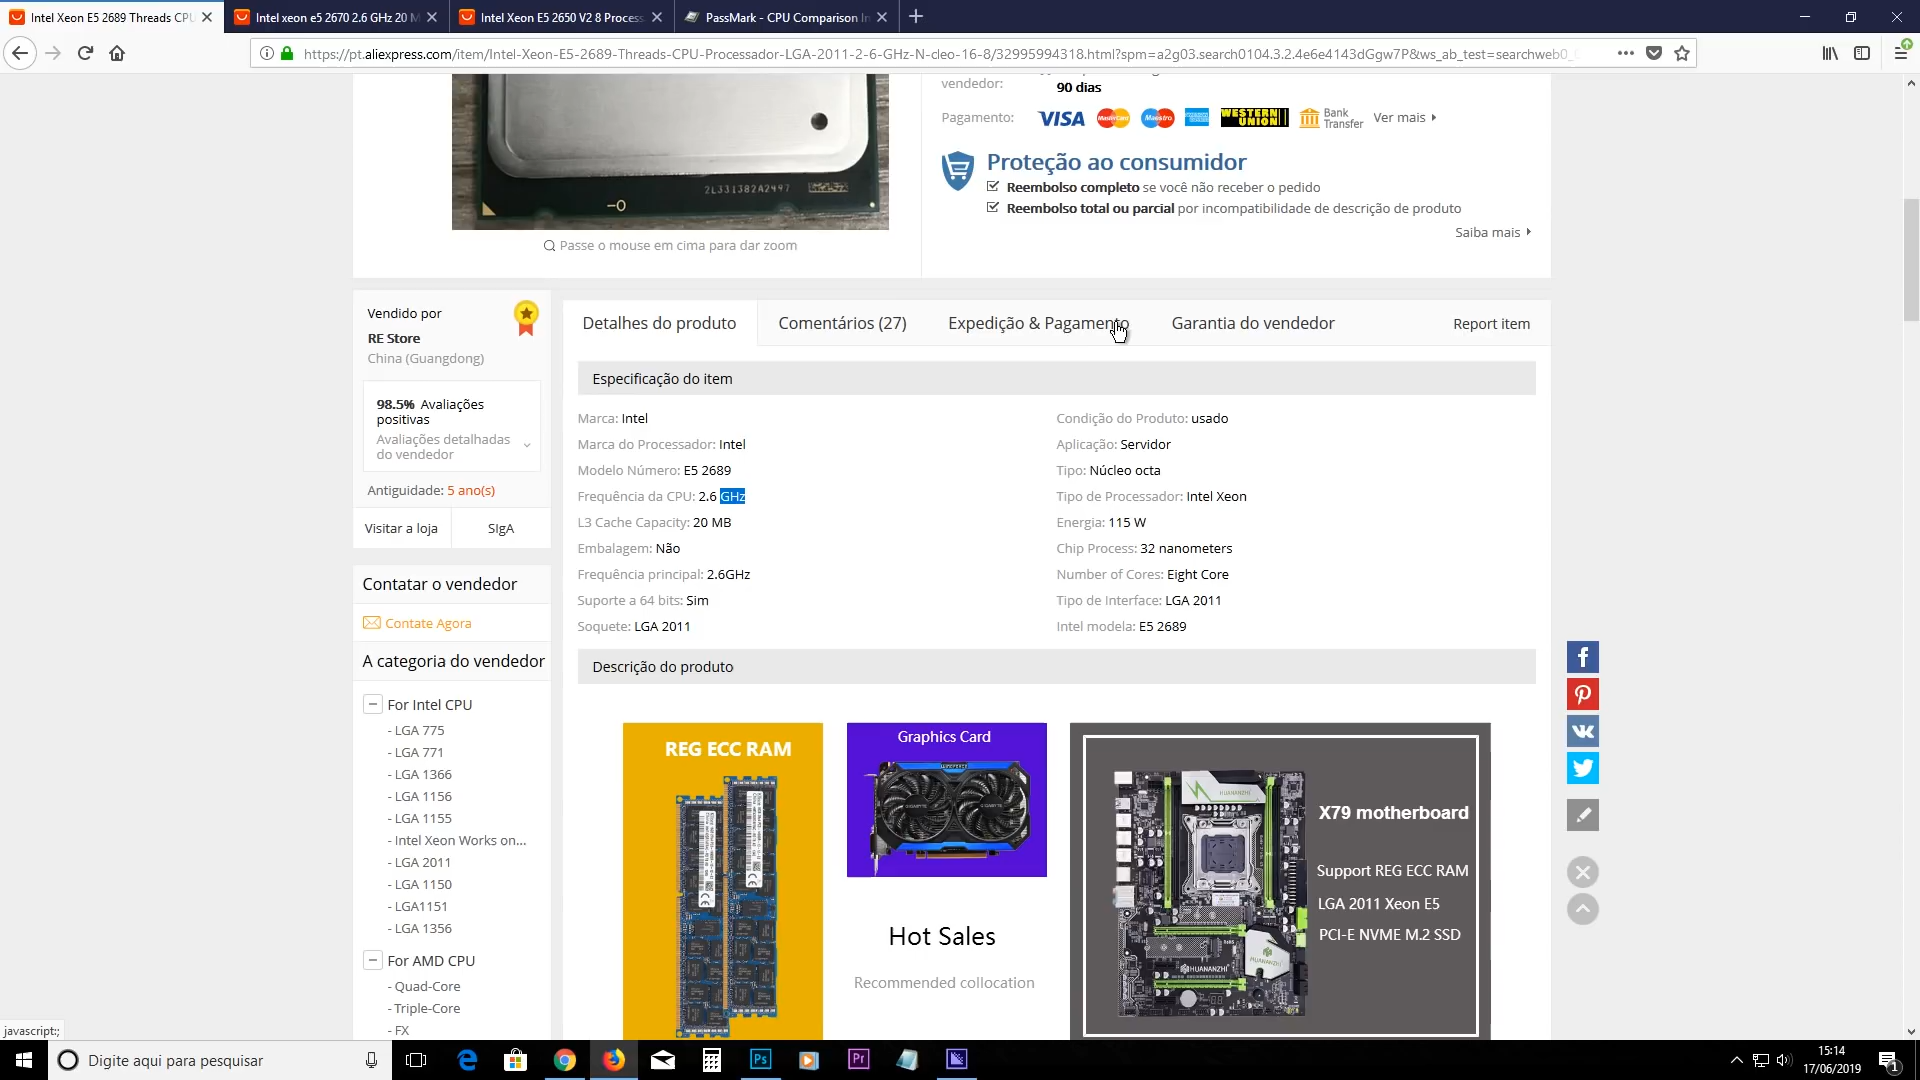 Intel Xeon E5 2689 Threads CPU
Intel xeon e5 2670 2.6 GHz 20 M
Intel Xeon E5 2650 V2 8 Process
PassMark - CPU Comparison In
https://pt.aliexpress.com/item/Intel-Xeon-E5-2689-Threads-CPU-Processador-LGA-2011-2-6-GHz-N-cleo-16-8/32995994318.html?spm=a2g03.search0104.3.2.4e6e4143dGgw7P&ws_ab_test=searchweb0_
2L331382A2497
Passe o mouse em cima para dar zoom
vendedor:
90 dias
Pagamento:
VISA
MasterCard
Maestro
WESTERN UNION
Bank Transfer
Ver mais
Proteção ao consumidor
Reembolso completo se você não receber o pedido
Reembolso total ou parcial por incompatibilidade de descrição de produto
Saiba mais
Vendido por
RE Store
China (Guangdong)
98.5% Avaliações
positivas
Avaliações detalhadas
do vendedor
Antiguidade: 5 ano(s)
Visitar a loja
SIgA
Contatar o vendedor
Contate Agora
A categoria do vendedor
For Intel CPU
- LGA 775
- LGA 771
- LGA 1366
- LGA 1156
- LGA 1155
- Intel Xeon Works on...
- LGA 2011
- LGA 1150
- LGA1151
- LGA 1356
For AMD CPU
- Quad-Core
- Triple-Core
- FX
Detalhes do produto
Comentários (27)
Expedição & Pagamento
Garantia do vendedor
Report item
Especificação do item
Marca: Intel
Marca do Processador: Intel
Modelo Número: E5 2689
Frequência da CPU: 2.6 GHz
L3 Cache Capacity: 20 MB
Embalagem: Não
Frequência principal: 2.6GHz
Suporte a 64 bits: Sim
Soquete: LGA 2011
Condição do Produto: usado
Aplicação: Servidor
Tipo: Núcleo octa
Tipo de Processador: Intel Xeon
Energia: 115 W
Chip Process: 32 nanometers
Number of Cores: Eight Core
Tipo de Interface: LGA 2011
Intel modela: E5 2689
Descrição do produto
REG ECC RAM
Graphics Card
Hot Sales
Recommended collocation
X79 motherboard
Support REG ECC RAM
LGA 2011 Xeon E5
PCI-E NVME M.2 SSD
HUANANZHI
javascript:;
Digite aqui para pesquisar
15:14
17/06/2019
1